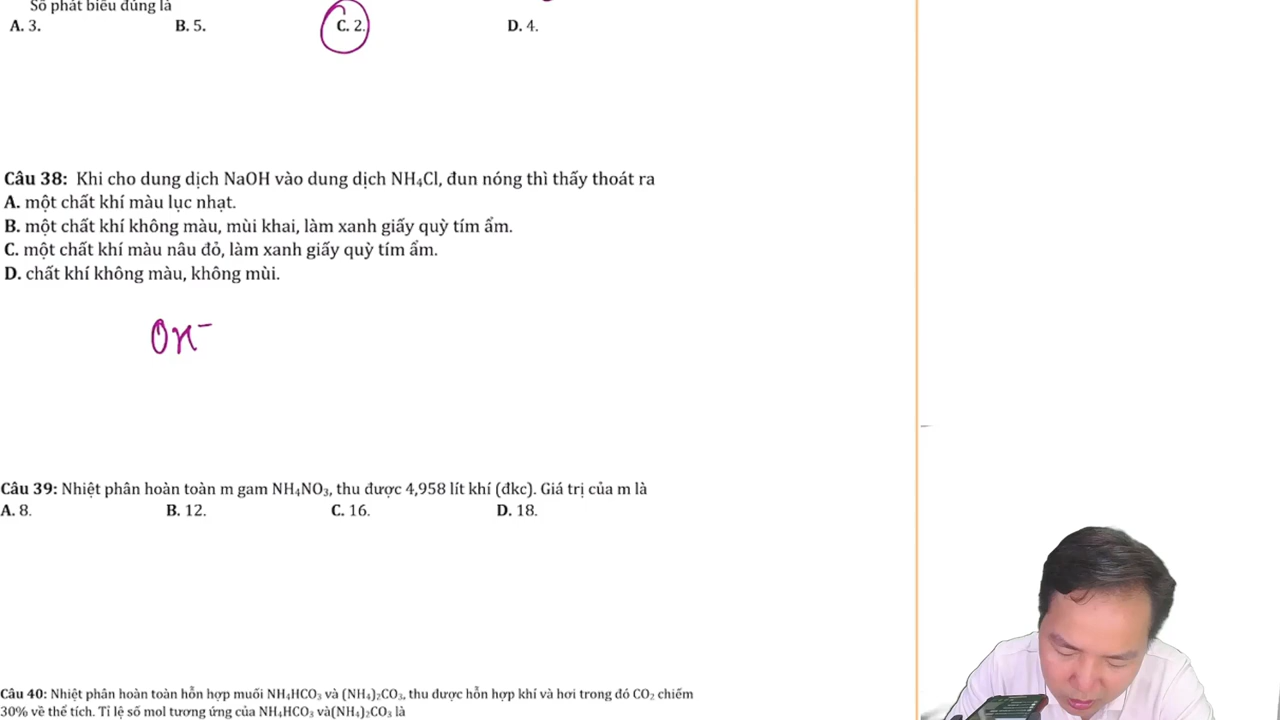 Số phát biểu đúng là
A. 3. B. 5. C. 2. D. 4.
Câu 38: Khi cho dung dịch NaOH vào dung dịch NH₄Cl, đun nóng thì thấy thoát ra
A. một chất khí màu lục nhạt.
B. một chất khí không màu, mùi khai, làm xanh giấy quỳ tím ẩm.
C. một chất khí màu nâu đỏ, làm xanh giấy quỳ tím ẩm.
D. chất khí không màu, không mùi.
OH⁻
Câu 39: Nhiệt phân hoàn toàn m gam NH₄NO₃, thu được 4,958 lít khí (đkc). Giá trị của m là
A. 8. B. 12. C. 16. D. 18.
Câu 40: Nhiệt phân hoàn toàn hỗn hợp muối NH₄HCO₃ và (NH₄)₂CO₃, thu được hỗn hợp khí và hơi trong đó CO₂ chiếm
30% về thể tích. Tỉ lệ số mol tương ứng của NH₄HCO₃ và(NH₄)₂CO₃ là